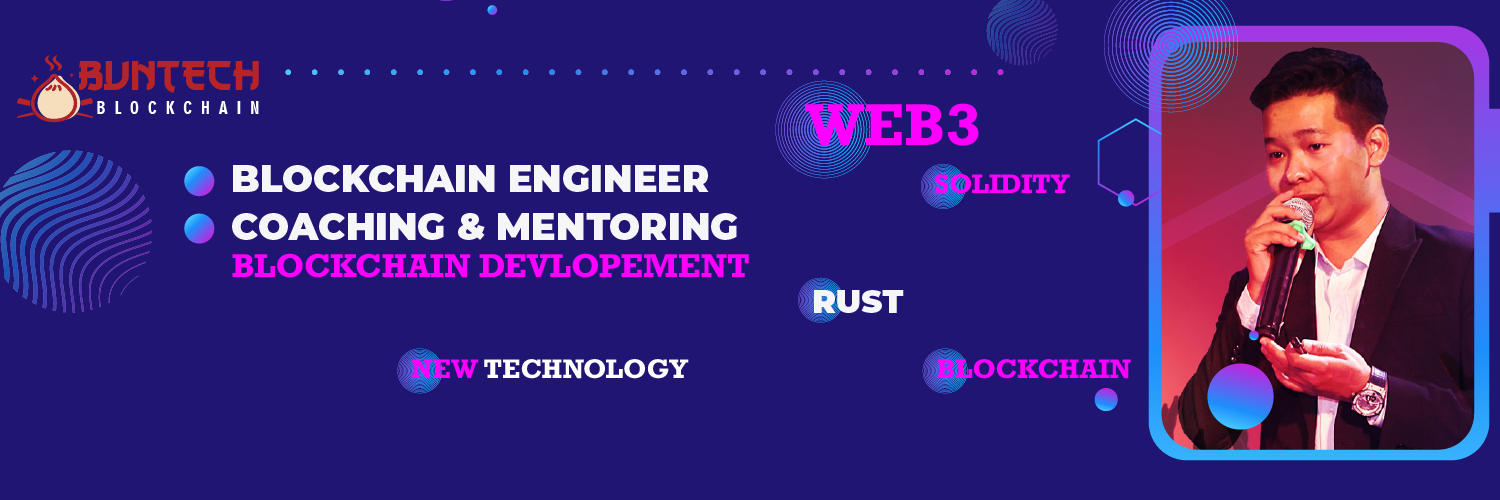 BUNTECH
BLOCKCHAIN
WEB3
BLOCKCHAIN ENGINEER
SOLIDITY
COACHING & MENTORING
BLOCKCHAIN DEVLOPEMENT
RUST
NEW TECHNOLOGY
BLOCKCHAIN